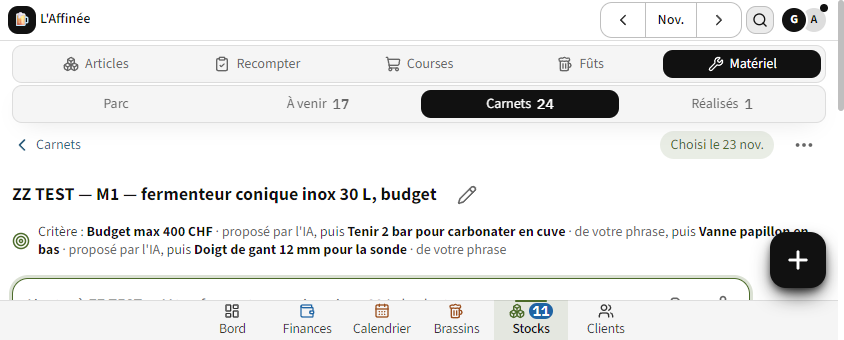 L'Affinée
Nov.
G
A
Articles
Recompter
Courses
Fûts
Matériel
Parc
À venir 17
Carnets 24
Réalisés 1
Carnets
Choisi le 23 nov.
ZZ TEST — M1 — fermenteur conique inox 30 L, budget
Critère : Budget max 400 CHF · proposé par l'IA, puis Tenir 2 bar pour carbonater en cuve · de votre phrase, puis Vanne papillon en
bas · proposé par l'IA, puis Doigt de gant 12 mm pour la sonde · de votre phrase
Bord
Finances
Calendrier
Brassins
11
Stocks
Clients